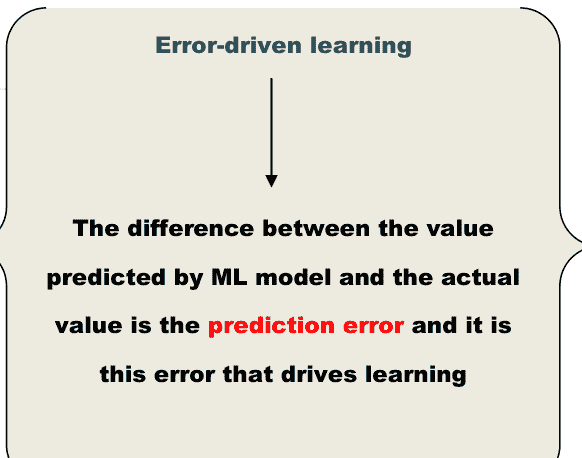 Error-driven learning
The difference between the value
predicted by ML model and the actual
value is the prediction error and it is
this error that drives learning